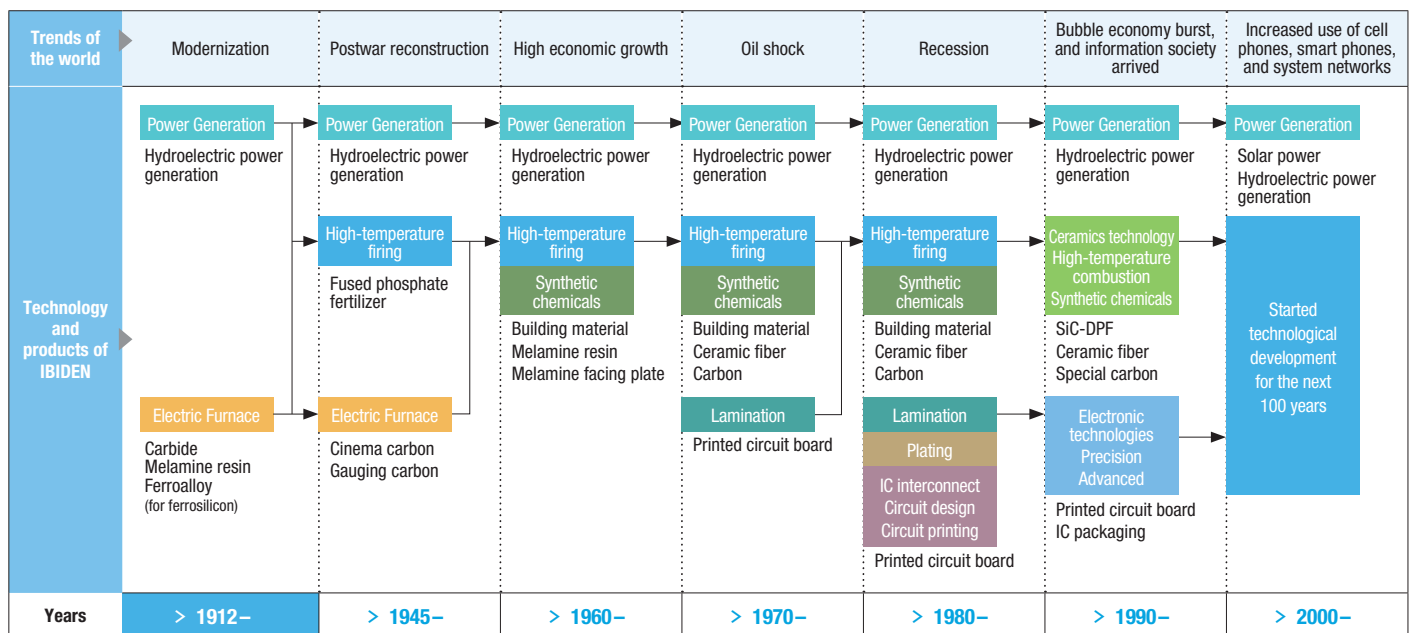 Trends of
the world
Modernization
Postwar reconstruction
High economic growth
Oil shock
Recession
Bubble economy burst,
and information society
arrived
Increased use of cell
phones, smart phones,
and system networks
Technology
and
products of
IBIDEN
Power Generation
Hydroelectric power
generation
Electric Furnace
Carbide
Melamine resin
Ferroalloy
(for ferrosilicon)
Power Generation
Hydroelectric power
generation
High-temperature
firing
Fused phosphate
fertilizer
Electric Furnace
Cinema carbon
Gauging carbon
Power Generation
Hydroelectric power
generation
High-temperature
firing
Synthetic
chemicals
Building material
Melamine resin
Melamine facing plate
Power Generation
Hydroelectric power
generation
High-temperature
firing
Synthetic
chemicals
Building material
Ceramic fiber
Carbon
Lamination
Printed circuit board
Power Generation
Hydroelectric power
generation
High-temperature
firing
Synthetic
chemicals
Building material
Ceramic fiber
Carbon
Lamination
Plating
IC interconnect
Circuit design
Circuit printing
Printed circuit board
Power Generation
Hydroelectric power
generation
Ceramics technology
High-temperature
combustion
Synthetic chemicals
SiC-DPF
Ceramic fiber
Special carbon
Electronic
technologies
Precision
Advanced
Printed circuit board
IC packaging
Power Generation
Solar power
Hydroelectric power
generation
Started
technological
development
for the next
100 years
Years
> 1912–
> 1945–
> 1960–
> 1970–
> 1980–
> 1990–
> 2000–